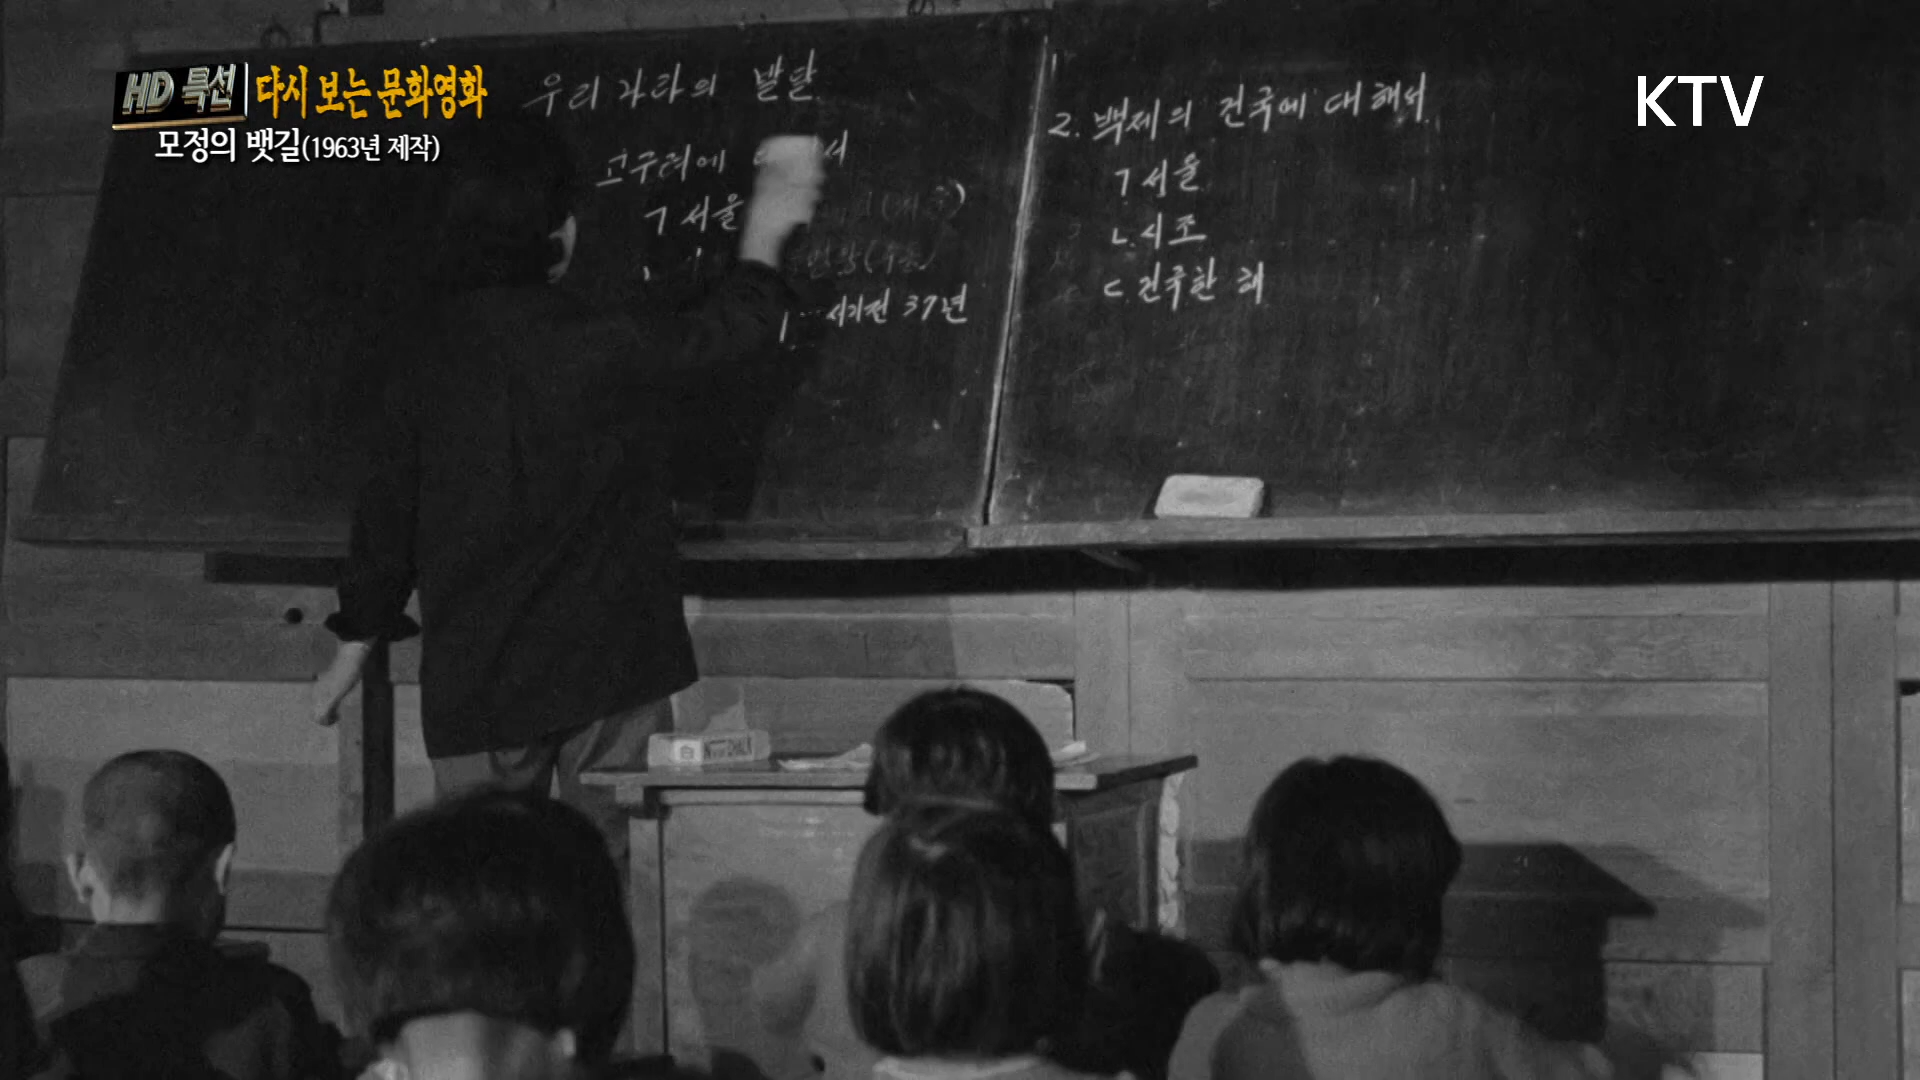 HD 특선 다시 보는 문화영화
모정의 뱃길(1963년 제작)
KTV
우리 나라의 발달
고구려에
ㄱ 서울
서기전 37년
2. 백제의 건국에 대해서
ㄱ 서울
ㄴ. 시조
ㄷ 건국한 해
白 CHALK